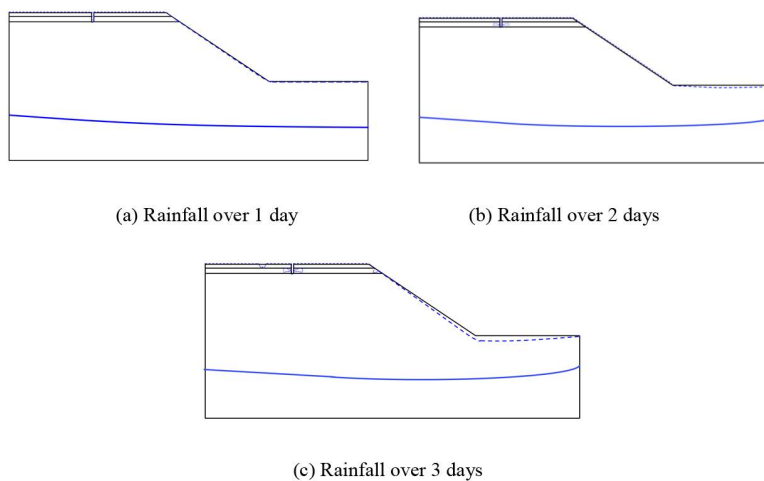 (a) Rainfall over 1 day
(b) Rainfall over 2 days
(c) Rainfall over 3 days